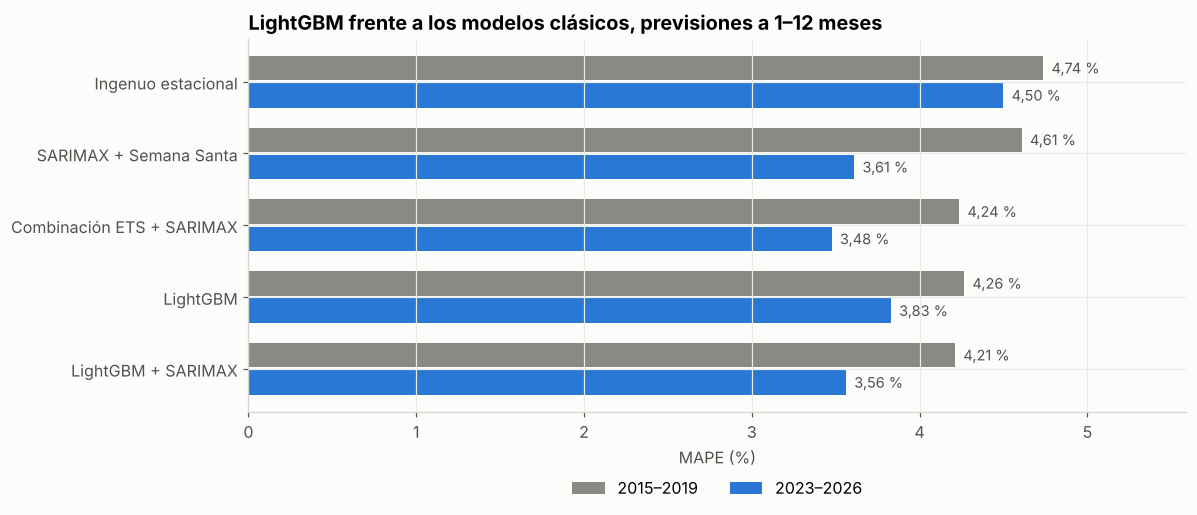 LightGBM frente a los modelos clásicos, previsiones a 1–12 meses
Ingenuo estacional
4,74 %
4,50 %
SARIMAX + Semana Santa
4,61 %
3,61 %
Combinación ETS + SARIMAX
4,24 %
3,48 %
LightGBM
4,26 %
3,83 %
LightGBM + SARIMAX
4,21 %
3,56 %
0 1 2 3 4 5
MAPE (%)
2015–2019 2023–2026